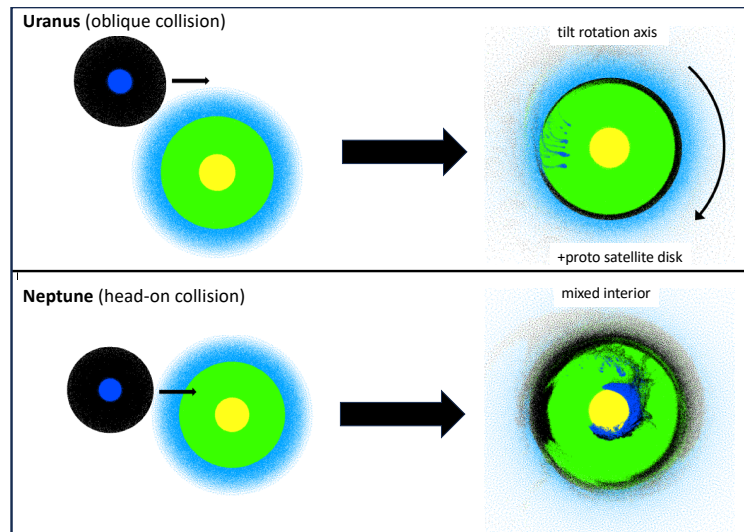 Uranus (oblique collision)
tilt rotation axis
+proto satellite disk
Neptune (head-on collision)
mixed interior